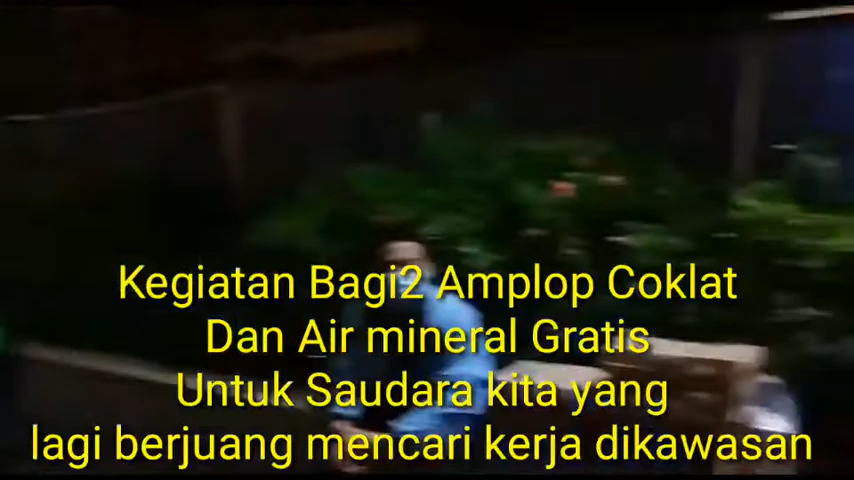 Kegiatan Bagi2 Amplop Coklat
Dan Air mineral Gratis
Untuk Saudara kita yang
lagi berjuang mencari kerja dikawasan